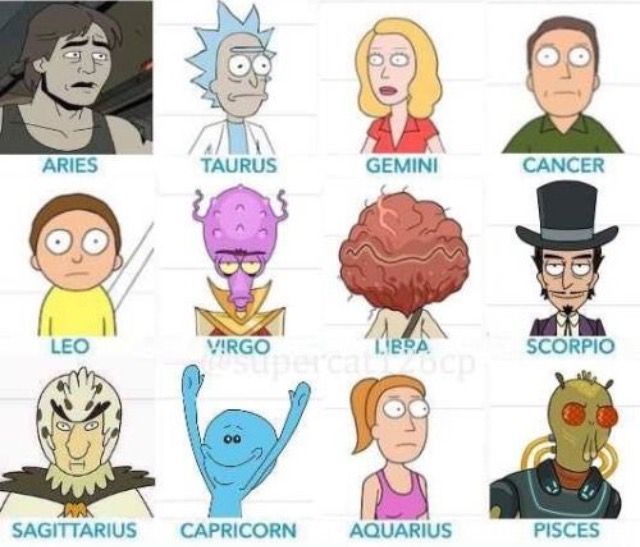 ARIES
TAURUS
GEMINI
CANCER
LEO
VIRGO
LIBRA
SCORPIO
SAGITTARIUS
CAPRICORN
AQUARIUS
PISCES